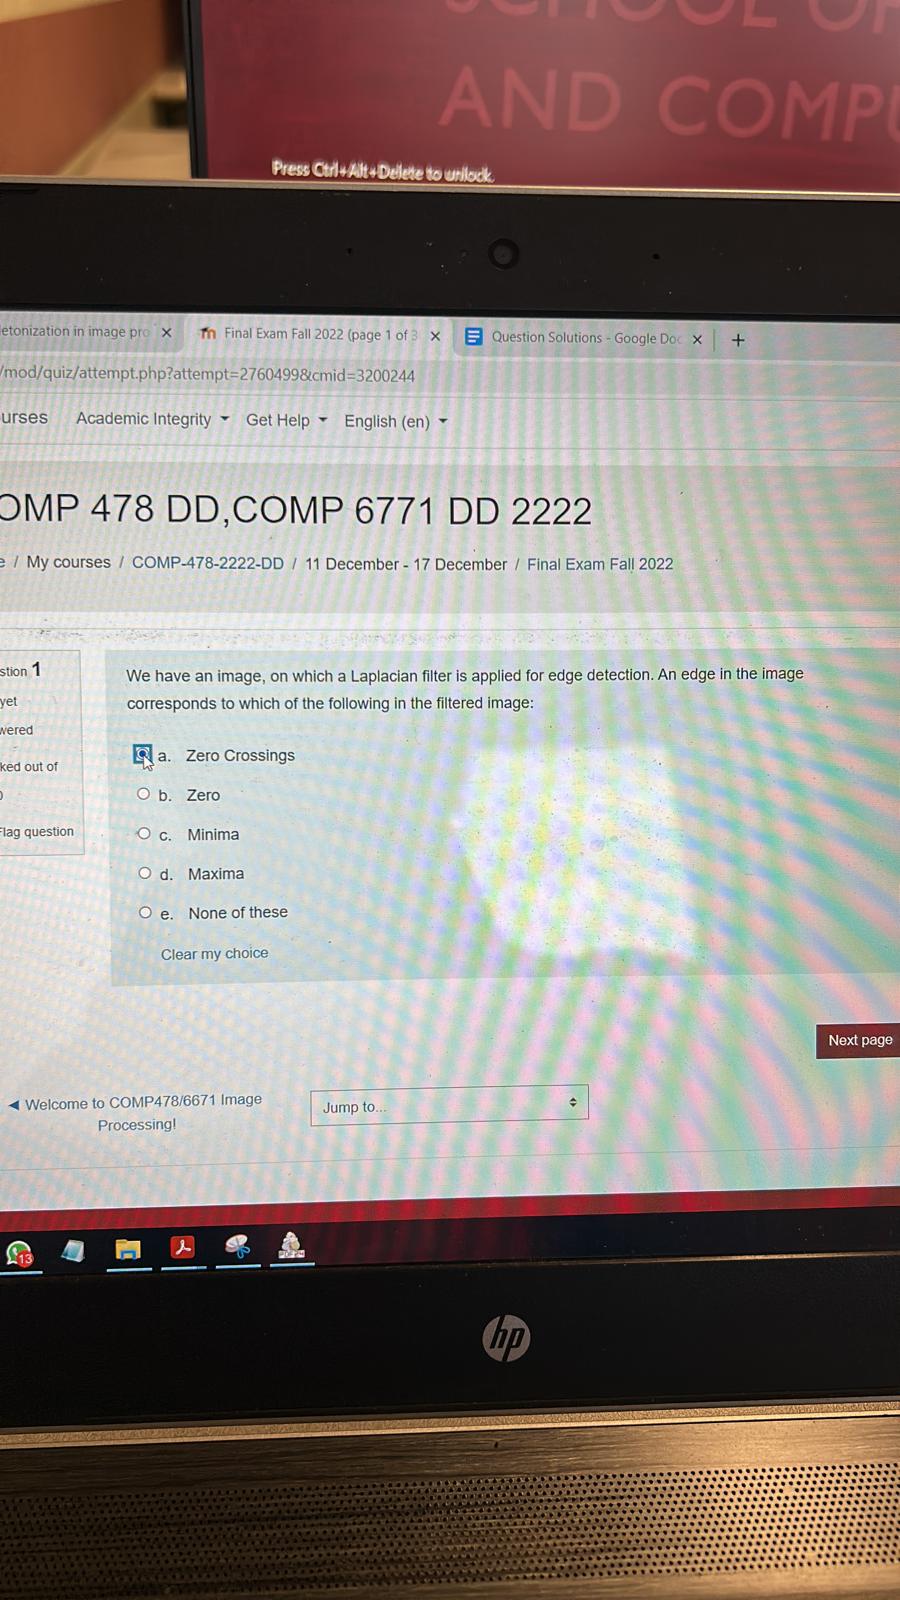 AND
Press Ctrl+Alt+Delete to unlock.
etonization in image pro
Final Exam Fall 2022 (page 1 of 3
Question Solutions - Google Doc
/mod/quiz/attempt.php?attempt=2760499&cmid=3200244
urses Academic Integrity Get Help English (en)
OMP 478 DD,COMP 6771 DD 2222
e / My courses / COMP-478-2222-DD / 11 December - 17 December / Final Exam Fall 2022
stion 1
yet
wered
ked out of
Flag question
We have an image, on which a Laplacian filter is applied for edge detection. An edge in the image
corresponds to which of the following in the filtered image:
a. Zero Crossings
b. Zero
c. Minima
d. Maxima
e. None of these
Clear my choice
Next page
◄ Welcome to COMP478/6671 Image
Processing!
Jump to...
13
hp